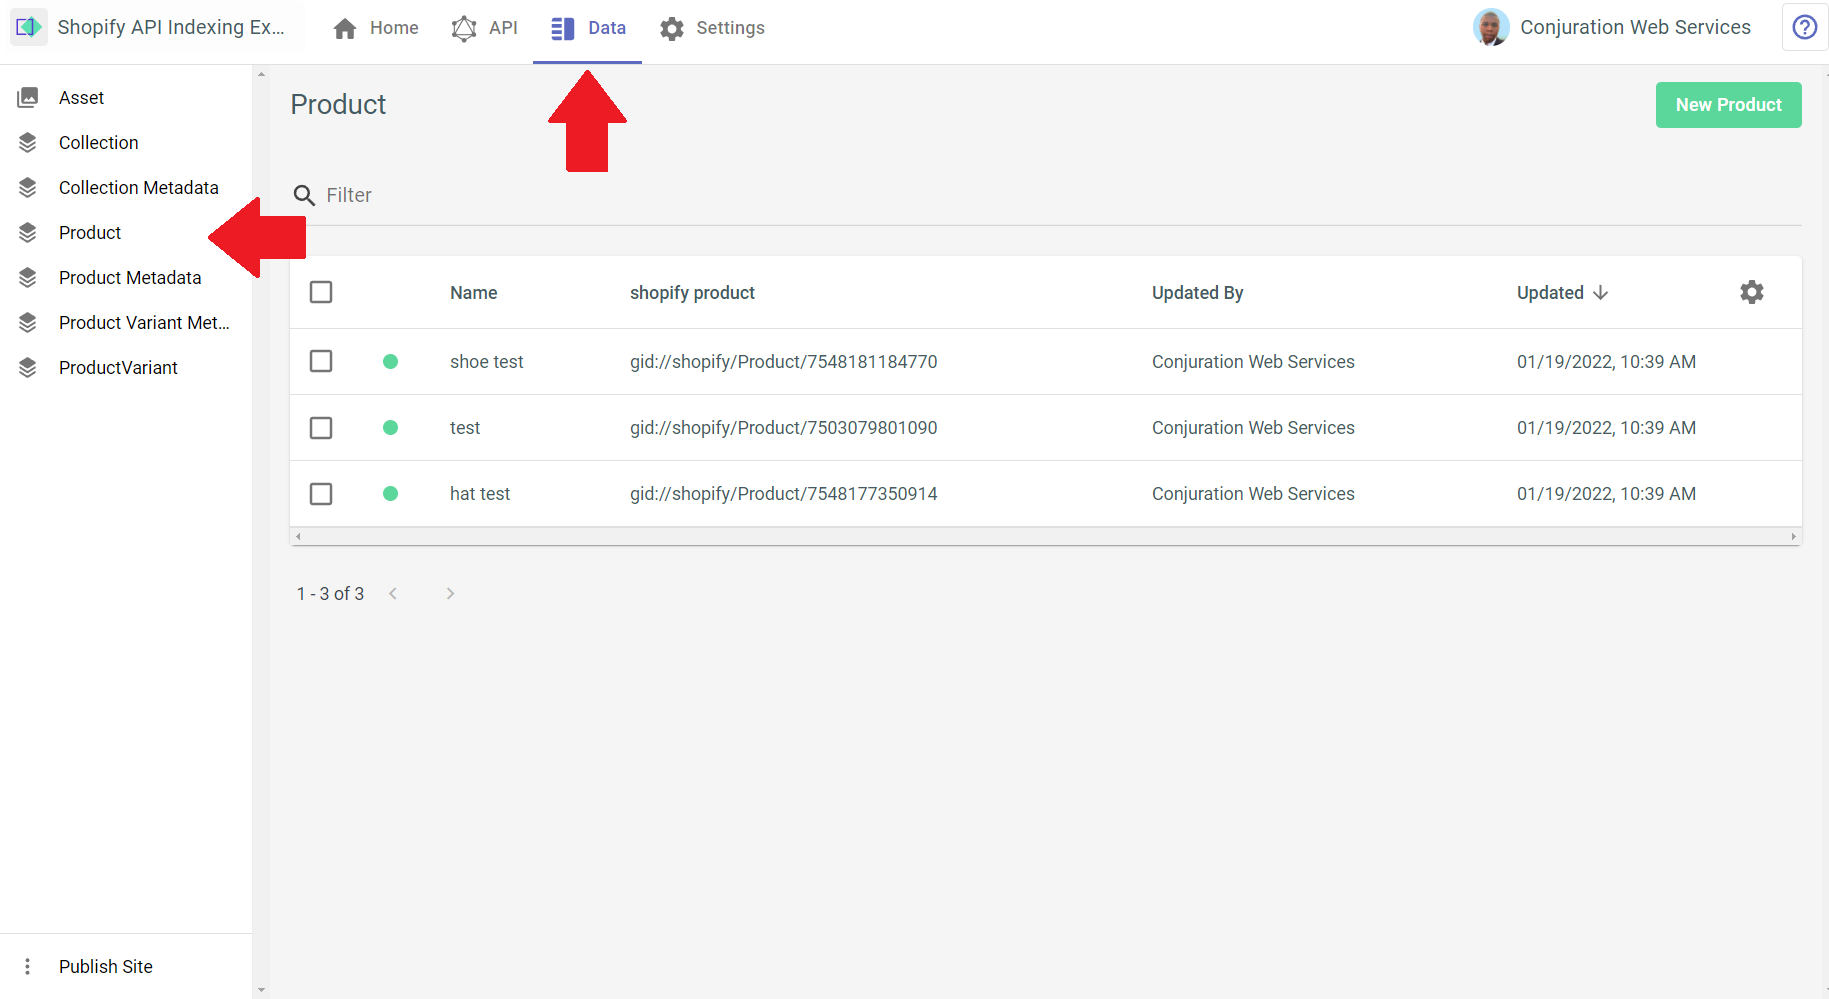 Shopify API Indexing Ex...
Home
API
Data
Settings
Conjuration Web Services
Asset
Collection
Collection Metadata
Product
Product Metadata
Product Variant Met...
ProductVariant
Publish Site
Product
New Product
Filter
Name shopify product Updated By Updated
shoe test gid://shopify/Product/7548181184770 Conjuration Web Services 01/19/2022, 10:39 AM
test gid://shopify/Product/7503079801090 Conjuration Web Services 01/19/2022, 10:39 AM
hat test gid://shopify/Product/7548177350914 Conjuration Web Services 01/19/2022, 10:39 AM
1 - 3 of 3